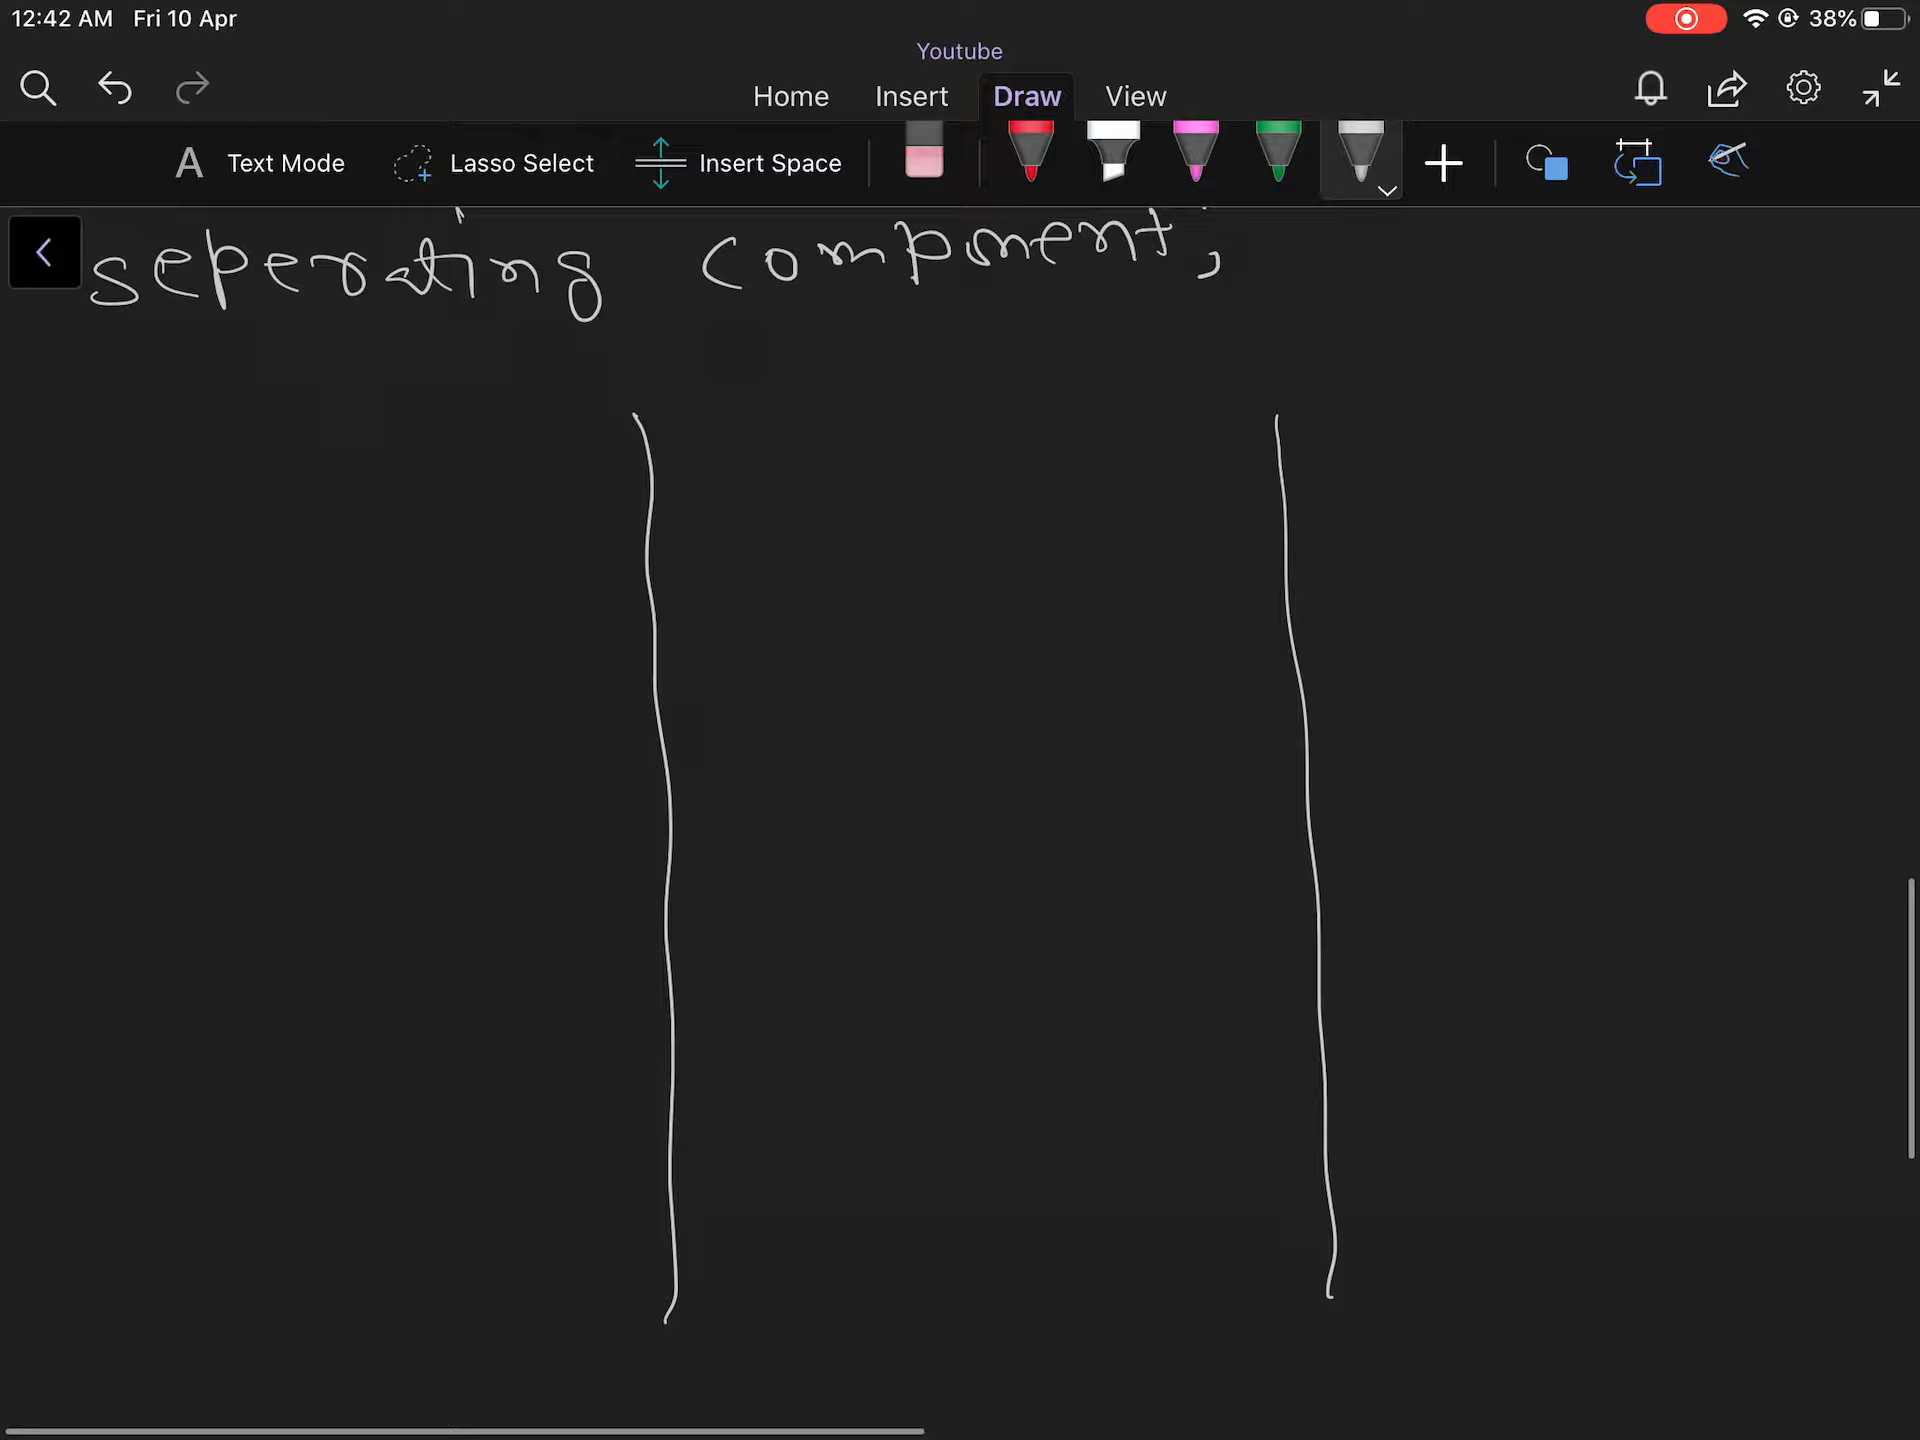 12:42 AM Fri 10 Apr 38%
Youtube
Home Insert Draw View
A Text Mode Lasso Select Insert Space
seperating component,